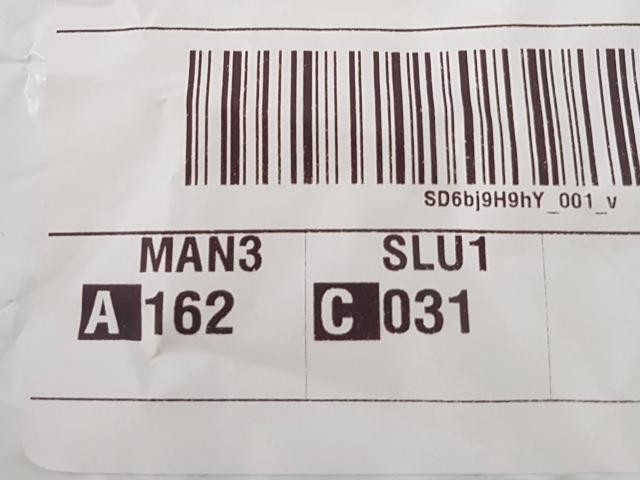 SD6bj9H9hY_001_v
MAN3 SLU1
A 162 C 031